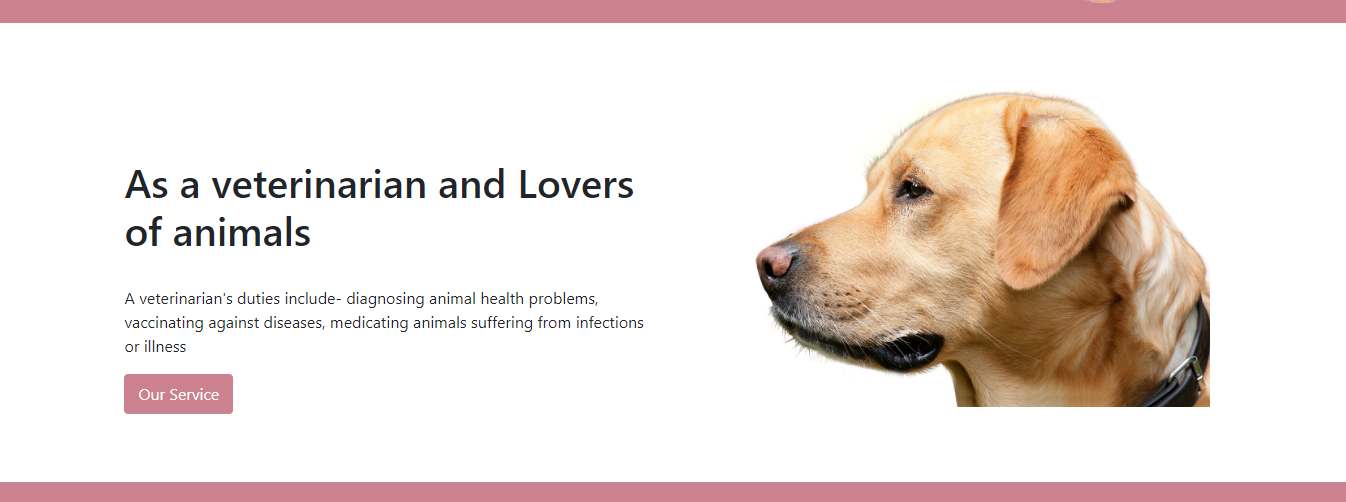 As a veterinarian and Lovers
of animals
A veterinarian's duties include- diagnosing animal health problems,
vaccinating against diseases, medicating animals suffering from infections
or illness
Our Service